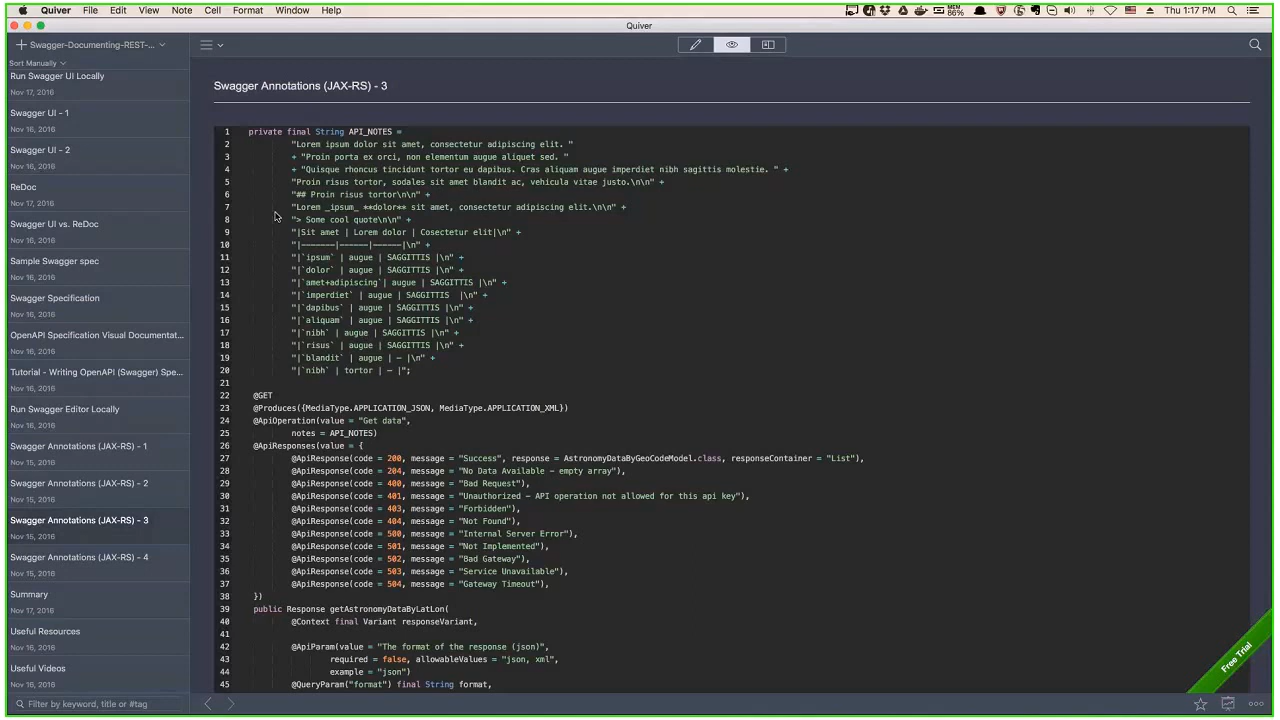 Quiver File Edit View Note Cell Format Window Help
MEM 66% Thu 1:17 PM
Quiver
Swagger-Documenting-REST-...
Sort Manually
Run Swagger UI Locally
Nov 17, 2016
Swagger UI - 1
Nov 16, 2016
Swagger UI - 2
Nov 16, 2016
ReDoc
Nov 16, 2016
Swagger UI vs. ReDoc
Nov 16, 2016
Sample Swagger spec
Nov 16, 2016
Swagger Specification
Nov 16, 2016
OpenAPI Specification Visual Documentat...
Nov 16, 2016
Tutorial - Writing OpenAPI (Swagger) Spe...
Nov 16, 2016
Run Swagger Editor Locally
Nov 16, 2016
Swagger Annotations (JAX-RS) - 1
Nov 15, 2016
Swagger Annotations (JAX-RS) - 2
Nov 15, 2016
Swagger Annotations (JAX-RS) - 3
Nov 15, 2016
Swagger Annotations (JAX-RS) - 4
Nov 15, 2016
Summary
Nov 17, 2016
Useful Resources
Nov 16, 2016
Useful Videos
Nov 16, 2016
Filter by keyword, title or #tag
Swagger Annotations (JAX-RS) - 3
1 private final String API_NOTES =
2 "Lorem ipsum dolor sit amet, consectetur adipiscing elit. "
3 + "Proin porta ex orci, non elementum augue aliquet sed. "
4 + "Quisque rhoncus tincidunt tortor eu dapibus. Cras aliquam augue imperdiet nibh sagittis molestie. " +
5 "Proin risus tortor, sodales sit amet blandit ac, vehicula vitae justo.\n\n" +
6 "## Proin risus tortor\n\n" +
7 "Lorem _ipsum_ **dolor** sit amet, consectetur adipiscing elit.\n\n" +
8 "> Some cool quote\n\n" +
9 "|Sit amet | Lorem dolor | Cosectetur elit|\n" +
10 "|-------|------|------|\n" +
11 "|`ipsum` | augue | SAGGITTIS |\n" +
12 "|`dolor` | augue | SAGGITTIS |\n" +
13 "|`amet+adipiscing`| augue | SAGGITTIS |\n" +
14 "|`imperdiet` | augue | SAGGITTIS  |\n" +
15 "|`dapibus` | augue | SAGGITTIS |\n" +
16 "|`aliquam` | augue | SAGGITTIS |\n" +
17 "|`nibh` | augue | SAGGITTIS |\n" +
18 "|`risus` | augue | SAGGITTIS |\n" +
19 "|`blandit` | augue | - |\n" +
20 "|`nibh` | tortor | - |";
21
22 @GET
23 @Produces({MediaType.APPLICATION_JSON, MediaType.APPLICATION_XML})
24 @ApiOperation(value = "Get data",
25 notes = API_NOTES)
26 @ApiResponses(value = {
27 @ApiResponse(code = 200, message = "Success", response = AstronomyDataByGeoCodeModel.class, responseContainer = "List"),
28 @ApiResponse(code = 204, message = "No Data Available - empty array"),
29 @ApiResponse(code = 400, message = "Bad Request"),
30 @ApiResponse(code = 401, message = "Unauthorized - API operation not allowed for this api key"),
31 @ApiResponse(code = 403, message = "Forbidden"),
32 @ApiResponse(code = 404, message = "Not Found"),
33 @ApiResponse(code = 500, message = "Internal Server Error"),
34 @ApiResponse(code = 501, message = "Not Implemented"),
35 @ApiResponse(code = 502, message = "Bad Gateway"),
36 @ApiResponse(code = 503, message = "Service Unavailable"),
37 @ApiResponse(code = 504, message = "Gateway Timeout"),
38 })
39 public Response getAstronomyDataByLatLon(
40 @Context final Variant responseVariant,
41
42 @ApiParam(value = "The format of the response (json)",
43 required = false, allowableValues = "json, xml",
44 example = "json")
45 @QueryParam("format") final String format,
Free Trial